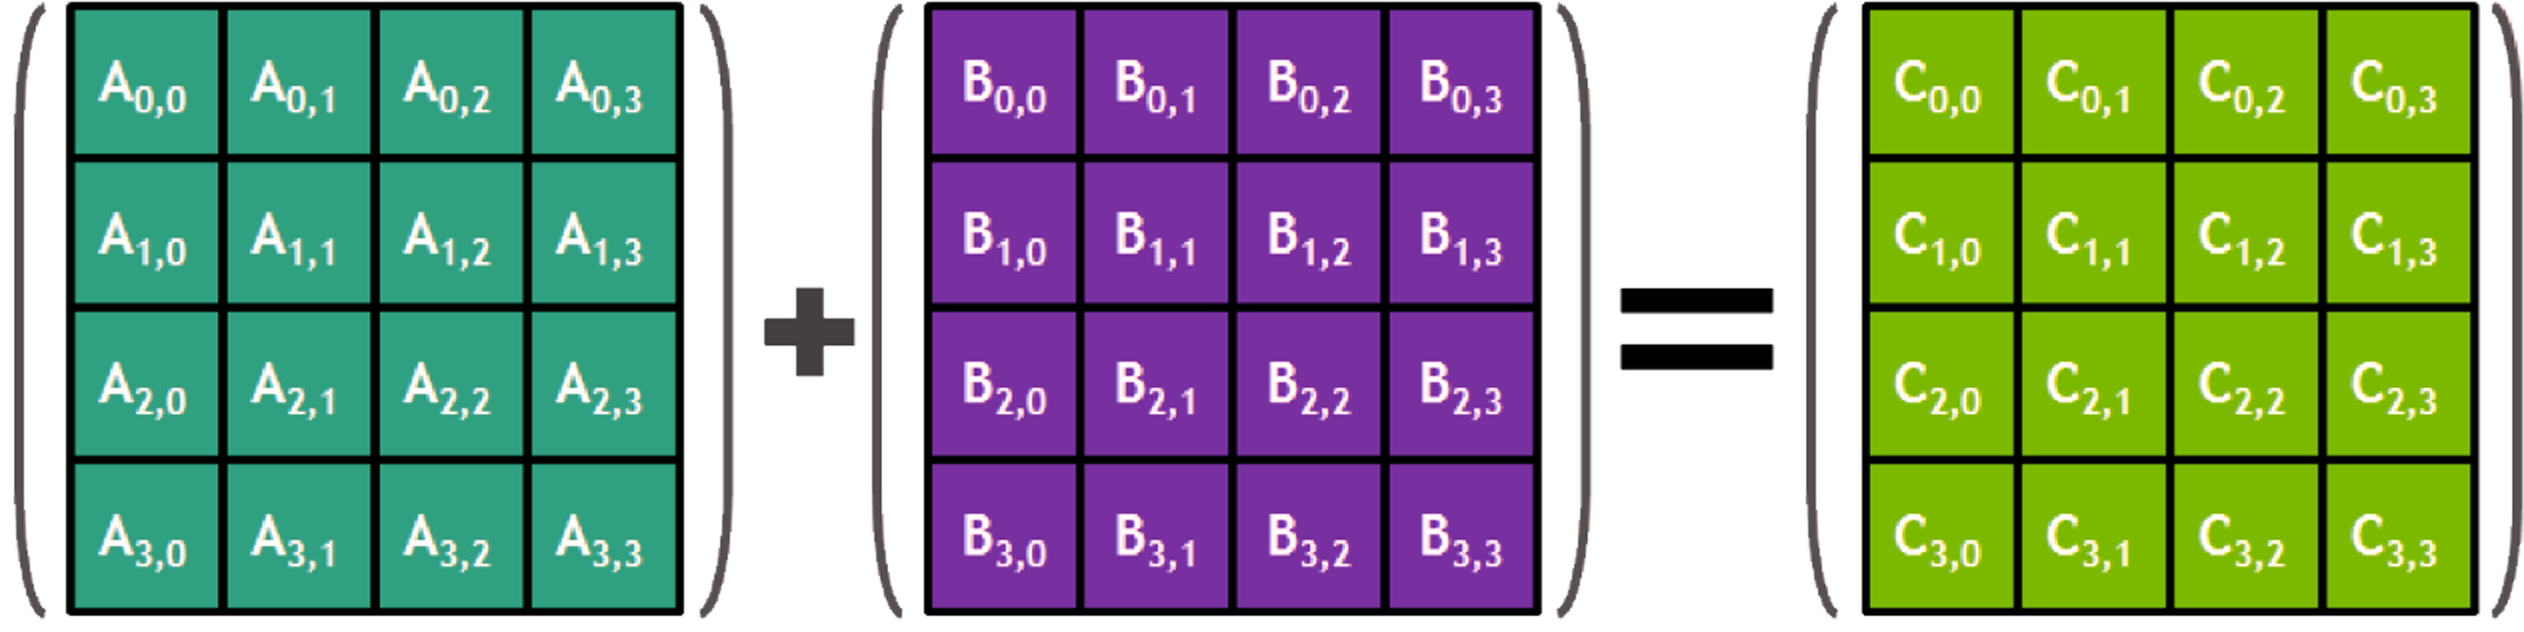 A0,0 A0,1 A0,2 A0,3 B0,0 B0,1 B0,2 B0,3 C0,0 C0,1 C0,2 C0,3
A1,0 A1,1 A1,2 A1,3 B1,0 B1,1 B1,2 B1,3 C1,0 C1,1 C1,2 C1,3
+ =
A2,0 A2,1 A2,2 A2,3 B2,0 B2,1 B2,2 B2,3 C2,0 C2,1 C2,2 C2,3
A3,0 A3,1 A3,2 A3,3 B3,0 B3,1 B3,2 B3,3 C3,0 C3,1 C3,2 C3,3